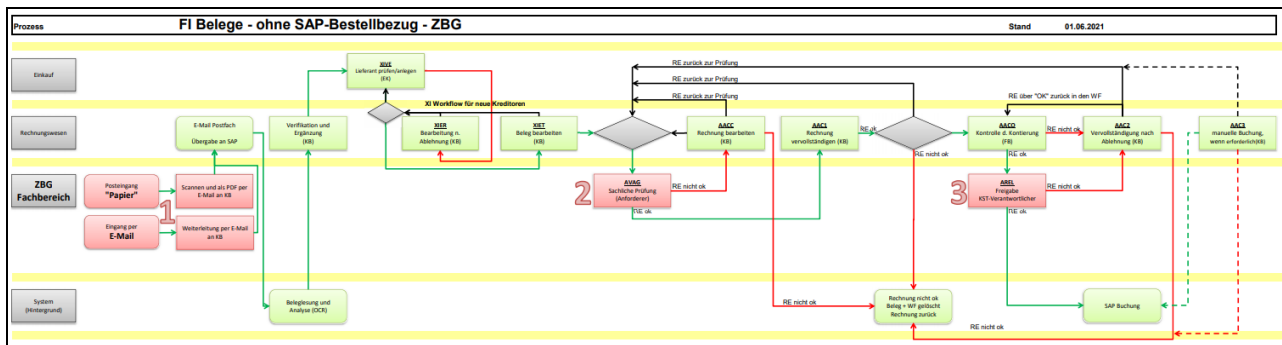 Prozess
FI Belege - ohne SAP-Bestellbezug - ZBG
Stand
01.06.2021
Einkauf
XIVE
Lieferant prüfen/anlegen
(EK)
RE zurück zur Prüfung
RE zurück zur Prüfung
RE zurück zur Prüfung
RE über "OK" zurück in den WF
XI Workflow für neue Kreditoren
Rechnungswesen
E-Mail Postfach
Übergabe an SAP
Verifikation und
Ergänzung
(KB)
XIER
Bearbeitung n.
Ablehnung (KB)
XIET
Beleg bearbeiten
(KB)
AACC
Rechnung bearbeiten
(KB)
AAC1
Rechnung
vervollständigen (KB)
RE ok
RE nicht ok
AACO
Kontrolle d. Kontierung
(FB)
RE nicht ok
RE ok
AAC2
Vervollständigung nach
Ablehnung (KB)
AAC3
manuelle Buchung,
wenn erforderlich(KB)
ZBG
Fachbereich
Posteingang
"Papier"
Scannen und als PDF per
E-Mail an KB
1
Eingang per
E-Mail
Weiterleitung per E-Mail
an KB
2
AVAG
Sachliche Prüfung
(Anforderer)
RE nicht ok
RE ok
3
AREL
Freigabe
KST-Verantwortlicher
RE nicht ok
RE ok
System
(Hintergrund)
Beleglesung und
Analyse (OCR)
RE nicht ok
Rechnung nicht ok
Beleg + WF gelöscht
Rechnung zurück
SAP Buchung
RE nicht ok